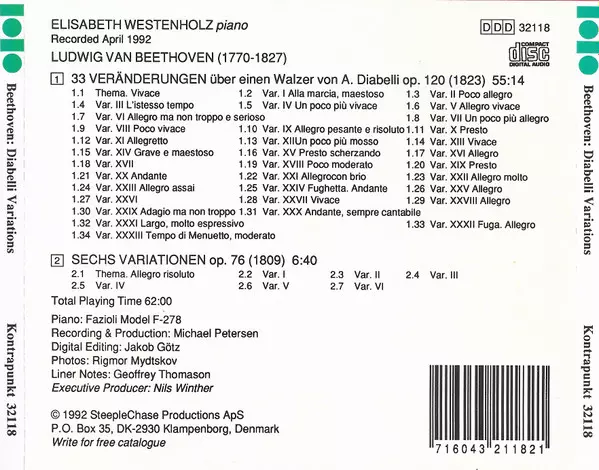 ELISABETH WESTENHOLZ piano
Recorded April 1992
DDD 32118
COMPACT
disc
DIGITAL AUDIO
LUDWIG VAN BEETHOVEN (1770-1827)
1 33 VERÄNDERUNGEN über einen Walzer von A. Diabelli op. 120 (1823) 55:14
1.1 Thema. Vivace 1.2 Var. I Alla marcia, maestoso 1.3 Var. II Poco allegro
1.4 Var. III L'istesso tempo 1.5 Var. IV Un poco più vivace 1.6 Var. V Allegro vivace
1.7 Var. VI Allegro ma non troppo e serioso 1.8 Var. VII Un poco più allegro
1.9 Var. VIII Poco vivace 1.10 Var. IX Allegro pesante e risoluto 1.11 Var. X Presto
1.12 Var. XI Allegretto 1.13 Var. XIIUn poco più mosso 1.14 Var. XIII Vivace
1.15 Var. XIV Grave e maestoso 1.16 Var. XV Presto scherzando 1.17 Var. XVI Allegro
1.18 Var. XVII 1.19 Var. XVIII Poco moderato 1.20 Var. XIX Presto
1.21 Var. XX Andante 1.22 Var. XXI Allegrocon brio 1.23 Var. XXII Allegro molto
1.24 Var. XXIII Allegro assai 1.25 Var. XXIV Fughetta. Andante 1.26 Var. XXV Allegro
1.27 Var. XXVI 1.28 Var. XXVII Vivace 1.29 Var. XXVIII Allegro
1.30 Var. XXIX Adagio ma non troppo 1.31 Var. XXX Andante, sempre cantabile
1.32 Var. XXXI Largo, molto espressivo 1.33 Var. XXXII Fuga. Allegro
1.34 Var. XXXIII Tempo di Menuetto, moderato
2 SECHS VARIATIONEN op. 76 (1809) 6:40
2.1 Thema. Allegro risoluto 2.2 Var. I 2.3 Var. II 2.4 Var. III
2.5 Var. IV 2.6 Var. V 2.7 Var. VI
Total Playing Time 62:00
Piano: Fazioli Model F-278
Recording & Production: Michael Petersen
Digital Editing: Jakob Götz
Photos: Rigmor Mydtskov
Liner Notes: Geoffrey Thomason
Executive Producer: Nils Winther
© 1992 SteepleChase Productions ApS
P.O. Box 35, DK-2930 Klampenborg, Denmark
Write for free catalogue
7 16043 21182 1
Beethoven: Diabelli Variations Kontrapunkt 32118
Beethoven: Diabelli Variations Kontrapunkt 32118